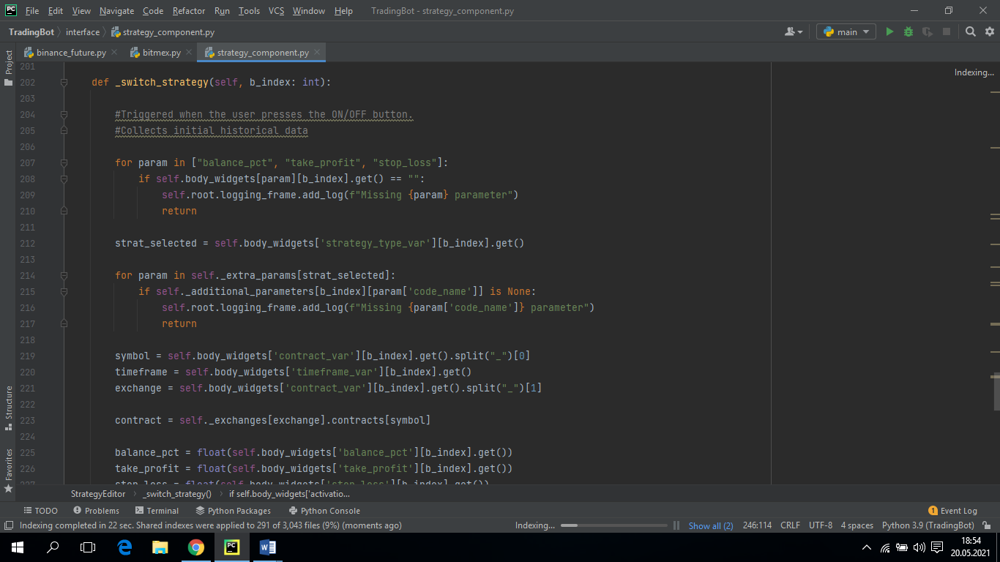 PC File Edit View Navigate Code Refactor Run Tools VCS Window Help TradingBot - strategy_component.py
TradingBot interface strategy_component.py main
binance_future.py bitmex.py strategy_component.py
Project
Structure
Favorites
Indexing...
201
202 def _switch_strategy(self, b_index: int):
203
204 #Triggered when the user presses the ON/OFF button.
205 #Collects initial historical data
206
207 for param in ["balance_pct", "take_profit", "stop_loss"]:
208 if self.body_widgets[param][b_index].get() == "":
209 self.root.logging_frame.add_log(f"Missing {param} parameter")
210 return
211
212 strat_selected = self.body_widgets['strategy_type_var'][b_index].get()
213
214 for param in self._extra_params[strat_selected]:
215 if self._additional_parameters[b_index][param['code_name']] is None:
216 self.root.logging_frame.add_log(f"Missing {param['code_name']} parameter")
217 return
218
219 symbol = self.body_widgets['contract_var'][b_index].get().split("_")[0]
220 timeframe = self.body_widgets['timeframe_var'][b_index].get()
221 exchange = self.body_widgets['contract_var'][b_index].get().split("_")[1]
222
223 contract = self._exchanges[exchange].contracts[symbol]
224
225 balance_pct = float(self.body_widgets['balance_pct'][b_index].get())
226 take_profit = float(self.body_widgets['take_profit'][b_index].get())
227 stop_loss = float(self.body_widgets['stop_loss'][b_index].get())
StrategyEditor _switch_strategy() if self.body_widgets['activatio...
TODO Problems Terminal Python Packages Python Console 1 Event Log
Indexing completed in 22 sec. Shared indexes were applied to 291 of 3,043 files (9%) (moments ago) Indexing... Show all (2) 246:114 CRLF UTF-8 4 spaces Python 3.9 (TradingBot)
PC W 18:54
20.05.2021